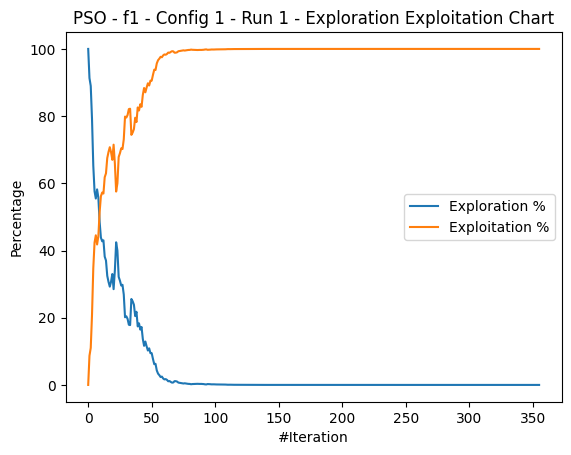 PSO - f1 - Config 1 - Run 1 - Exploration Exploitation Chart
100
80
60
40
20
0
Percentage
Exploration %
Exploitation %
0 50 100 150 200 250 300 350
#Iteration